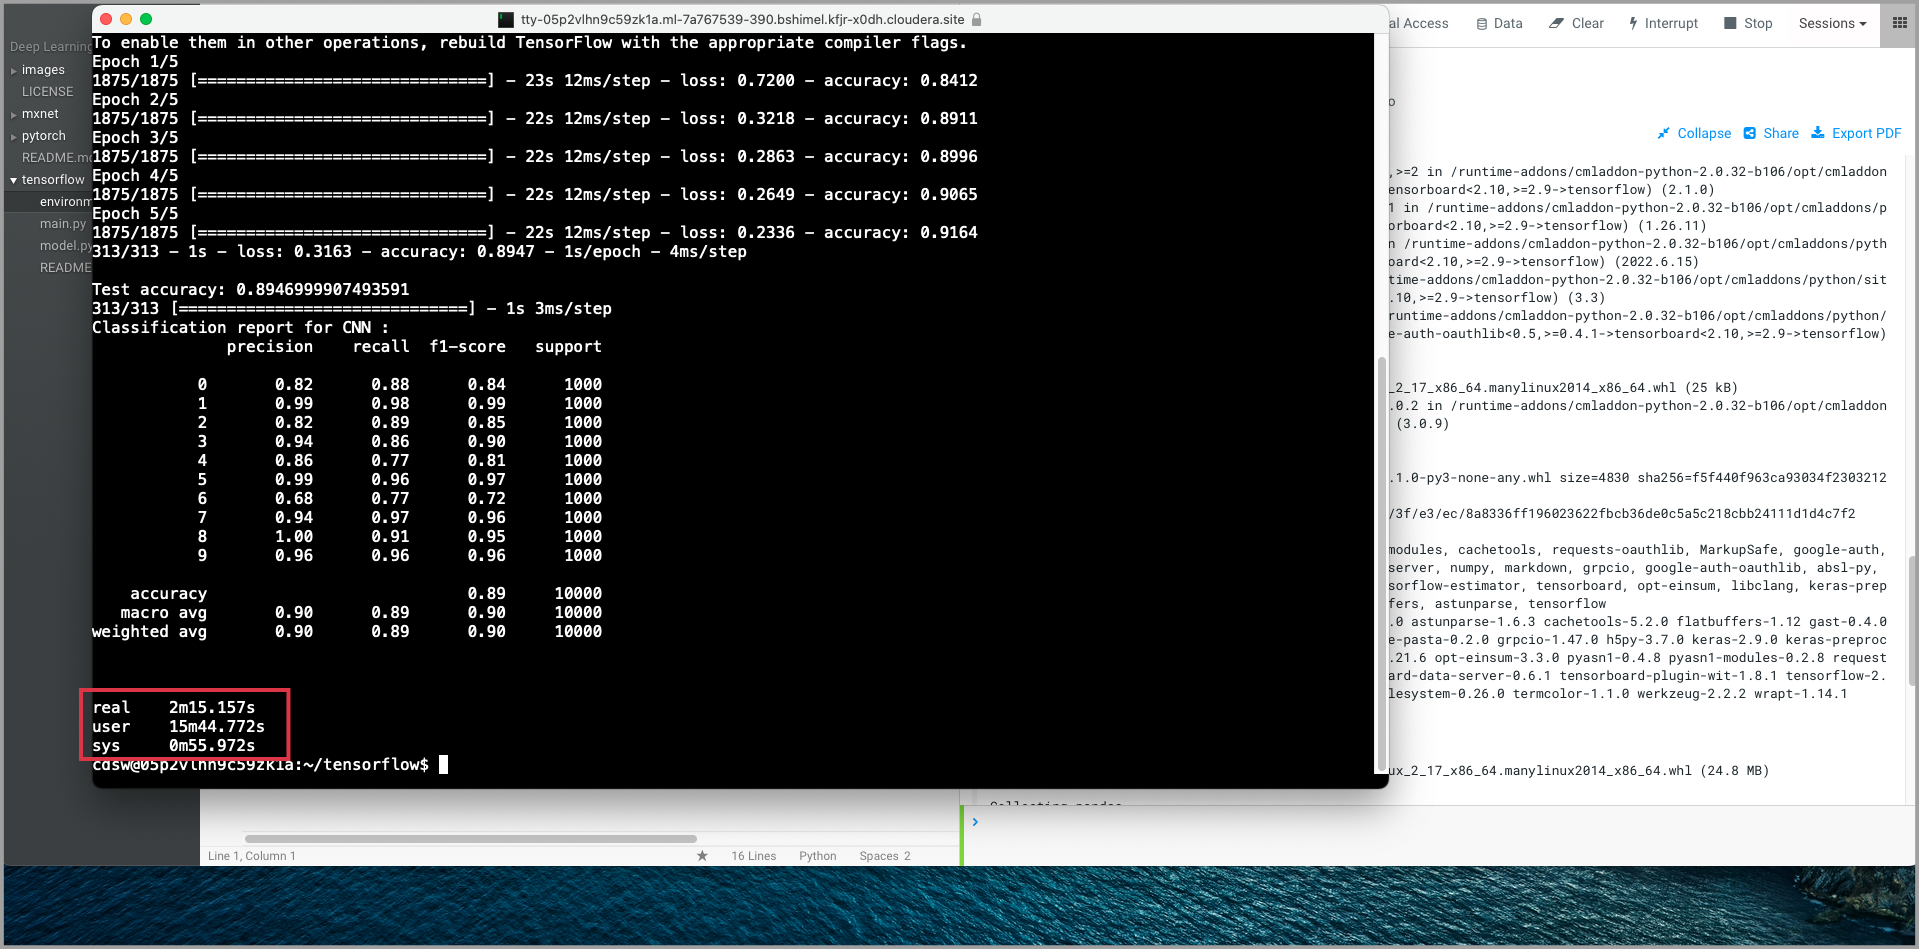 tty-05p2vlhn9c59zk1a.ml-7a767539-390.bshimel.kfjr-x0dh.cloudera.site
al Access
Data
Clear
Interrupt
Stop
Sessions
Deep Learning
images
LICENSE
mxnet
pytorch
README.md
tensorflow
environm
main.py
model.py
README
To enable them in other operations, rebuild TensorFlow with the appropriate compiler flags.
Epoch 1/5
1875/1875 [==============================] - 23s 12ms/step - loss: 0.7200 - accuracy: 0.8412
Epoch 2/5
1875/1875 [==============================] - 22s 12ms/step - loss: 0.3218 - accuracy: 0.8911
Epoch 3/5
1875/1875 [==============================] - 22s 12ms/step - loss: 0.2863 - accuracy: 0.8996
Epoch 4/5
1875/1875 [==============================] - 22s 12ms/step - loss: 0.2649 - accuracy: 0.9065
Epoch 5/5
1875/1875 [==============================] - 22s 12ms/step - loss: 0.2336 - accuracy: 0.9164
313/313 - 1s - loss: 0.3163 - accuracy: 0.8947 - 1s/epoch - 4ms/step
Test accuracy: 0.8946999907493591
313/313 [==============================] - 1s 3ms/step
Classification report for CNN :
precision recall f1-score support
0 0.82 0.88 0.84 1000
1 0.99 0.98 0.99 1000
2 0.82 0.89 0.85 1000
3 0.94 0.86 0.90 1000
4 0.86 0.77 0.81 1000
5 0.99 0.96 0.97 1000
6 0.68 0.77 0.72 1000
7 0.94 0.97 0.96 1000
8 1.00 0.91 0.95 1000
9 0.96 0.96 0.96 1000
accuracy 0.89 10000
macro avg 0.90 0.89 0.90 10000
weighted avg 0.90 0.89 0.90 10000
real 2m15.157s
user 15m44.772s
sys 0m55.972s
cdsw@05p2vlhn9c59zk1a:~/tensorflow$
o
Collapse Share Export PDF
,>=2 in /runtime-addons/cmladdon-python-2.0.32-b106/opt/cmladdon
ensorboard<2.10,>=2.9->tensorflow) (2.1.0)
1 in /runtime-addons/cmladdon-python-2.0.32-b106/opt/cmladdons/p
orboard<2.10,>=2.9->tensorflow) (1.26.11)
n /runtime-addons/cmladdon-python-2.0.32-b106/opt/cmladdons/pyth
oard<2.10,>=2.9->tensorflow) (2022.6.15)
time-addons/cmladdon-python-2.0.32-b106/opt/cmladdons/python/sit
.10,>=2.9->tensorflow) (3.3)
runtime-addons/cmladdon-python-2.0.32-b106/opt/cmladdons/python/
e-auth-oauthlib<0.5,>=0.4.1->tensorboard<2.10,>=2.9->tensorflow)
_2_17_x86_64.manylinux2014_x86_64.whl (25 kB)
.0.2 in /runtime-addons/cmladdon-python-2.0.32-b106/opt/cmladdon
(3.0.9)
.1.0-py3-none-any.whl size=4830 sha256=f5f440f963ca93034f2303212
/3f/e3/ec/8a8336ff196023622fbcb36de0c5a5c218cbb24111d1d4c7f2
modules, cachetools, requests-oauthlib, MarkupSafe, google-auth,
server, numpy, markdown, grpcio, google-auth-oauthlib, absl-py,
sorflow-estimator, tensorboard, opt-einsum, libclang, keras-prep
fers, astunparse, tensorflow
.0 astunparse-1.6.3 cachetools-5.2.0 flatbuffers-1.12 gast-0.4.0
e-pasta-0.2.0 grpcio-1.47.0 h5py-3.7.0 keras-2.9.0 keras-preproc
.21.6 opt-einsum-3.3.0 pyasn1-0.4.8 pyasn1-modules-0.2.8 request
ard-data-server-0.6.1 tensorboard-plugin-wit-1.8.1 tensorflow-2.
lesystem-0.26.0 termcolor-1.1.0 werkzeug-2.2.2 wrapt-1.14.1
ux_2_17_x86_64.manylinux2014_x86_64.whl (24.8 MB)
Collecting pandas
Line 1, Column 1
16 Lines
Python
Spaces 2